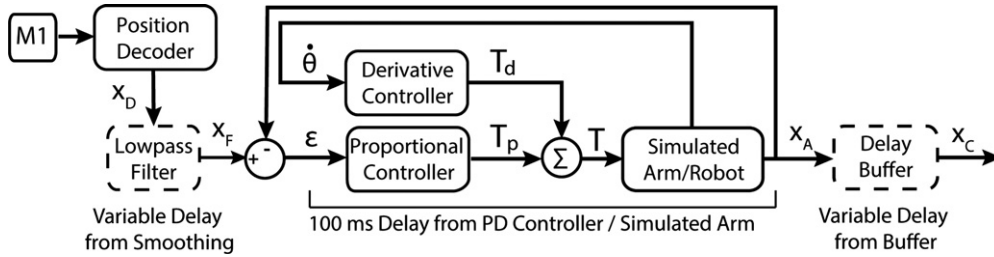 M1
Position
Decoder
x_D
Lowpass
Filter
Variable Delay
from Smoothing
x_F
+ -
ε
θ̇
Derivative
Controller
T_d
Proportional
Controller
T_p
Σ
T
Simulated
Arm/Robot
100 ms Delay from PD Controller / Simulated Arm
x_A
Delay
Buffer
Variable Delay
from Buffer
x_C